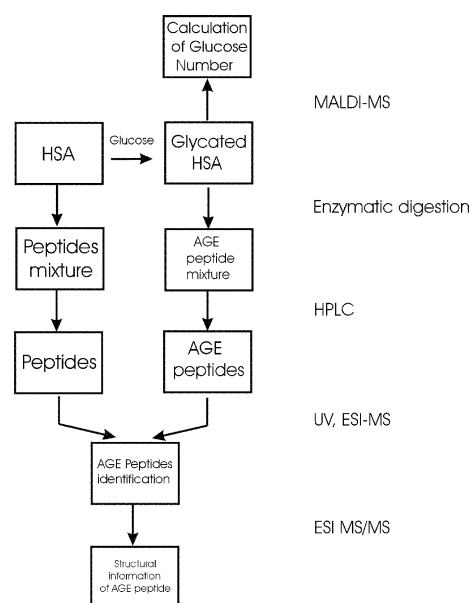 Calculation
of Glucose
Number
MALDI-MS
HSA
Glucose
Glycated
HSA
Enzymatic digestion
Peptides
mixture
AGE
peptide
mixture
HPLC
Peptides
AGE
peptides
UV, ESI-MS
AGE Peptides
identification
ESI MS/MS
Structural
information
of AGE peptide